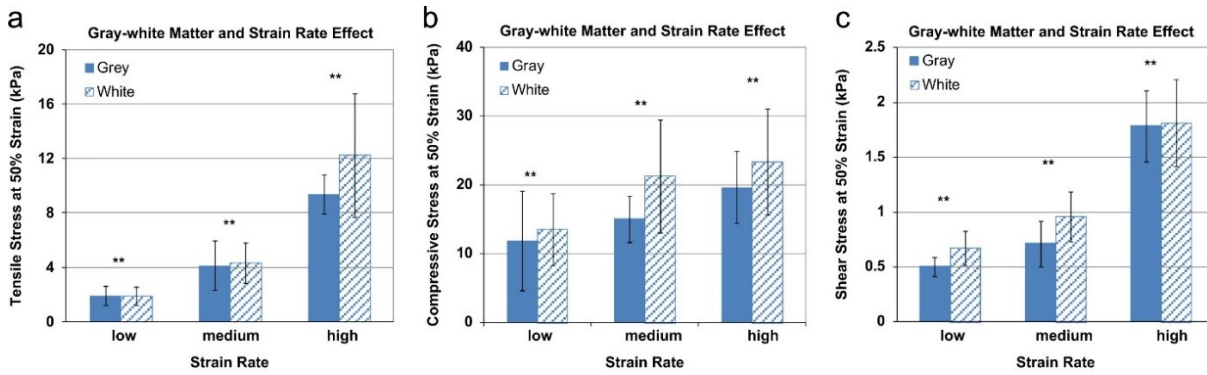 a
Gray-white Matter and Strain Rate Effect
Tensile Stress at 50% Strain (kPa)
20
16
12
8
4
0
Grey
White
**
**
**
low medium high
Strain Rate
b
Gray-white Matter and Strain Rate Effect
Compressive Stress at 50% Strain (kPa)
40
30
20
10
0
Gray
White
**
**
**
low medium high
Strain Rate
c
Gray-white Matter and Strain Rate Effect
Shear Stress at 50% Strain (kPa)
2.5
2
1.5
1
0.5
0
Gray
White
**
**
**
low medium high
Strain Rate